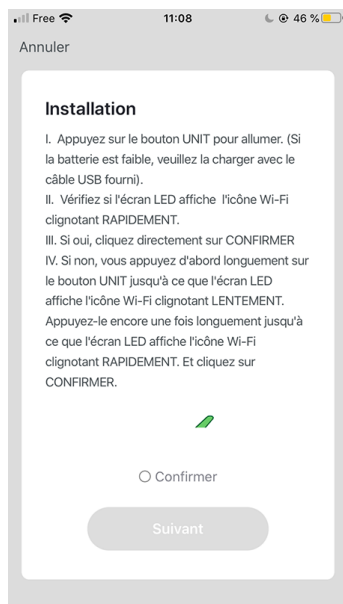 Free 11:08 46 %
Annuler
Installation
I. Appuyez sur le bouton UNIT pour allumer. (Si
la batterie est faible, veuillez la charger avec le
câble USB fourni).
II. Vérifiez si l'écran LED affiche l'icône Wi-Fi
clignotant RAPIDEMENT.
III. Si oui, cliquez directement sur CONFIRMER
IV. Si non, vous appuyez d'abord longuement sur
le bouton UNIT jusqu'à ce que l'écran LED
affiche l'icône Wi-Fi clignotant LENTEMENT.
Appuyez-le encore une fois longuement jusqu'à
ce que l'écran LED affiche l'icône Wi-Fi
clignotant RAPIDEMENT. Et cliquez sur
CONFIRMER.
Confirmer
Suivant